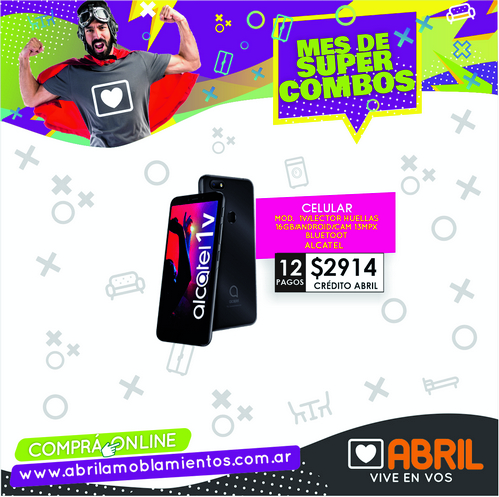 MES DE
SUPER
COMBOS
alcatel 1v
CELULAR
MOD. 1V/LECTOR HUELLAS
16GB/ANDROID/CAM 13MPX
BLUETOOT
ALCATEL
12
PAGOS
$2914
CRÉDITO ABRIL
COMPRÁ ONLINE
www.abrilamoblamientos.com.ar
ABRIL
VIVE EN VOS